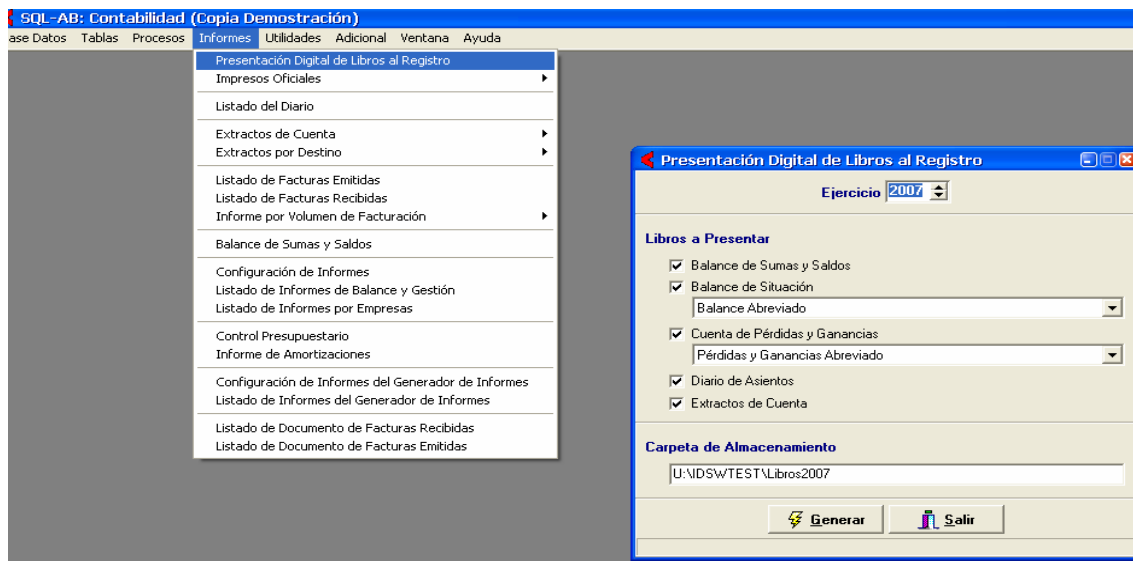 SQL-AB: Contabilidad (Copia Demostración)
ase Datos Tablas Procesos Informes Utilidades Adicional Ventana Ayuda
Presentación Digital de Libros al Registro
Impresos Oficiales
Listado del Diario
Extractos de Cuenta
Extractos por Destino
Listado de Facturas Emitidas
Listado de Facturas Recibidas
Informe por Volumen de Facturación
Balance de Sumas y Saldos
Configuración de Informes
Listado de Informes de Balance y Gestión
Listado de Informes por Empresas
Control Presupuestario
Informe de Amortizaciones
Configuración de Informes del Generador de Informes
Listado de Informes del Generador de Informes
Listado de Documento de Facturas Recibidas
Listado de Documento de Facturas Emitidas
Presentación Digital de Libros al Registro
Ejercicio 2007
Libros a Presentar
Balance de Sumas y Saldos
Balance de Situación
Balance Abreviado
Cuenta de Pérdidas y Ganancias
Pérdidas y Ganancias Abreviado
Diario de Asientos
Extractos de Cuenta
Carpeta de Almacenamiento
U:\IDSWTEST\Libros2007
Generar Salir